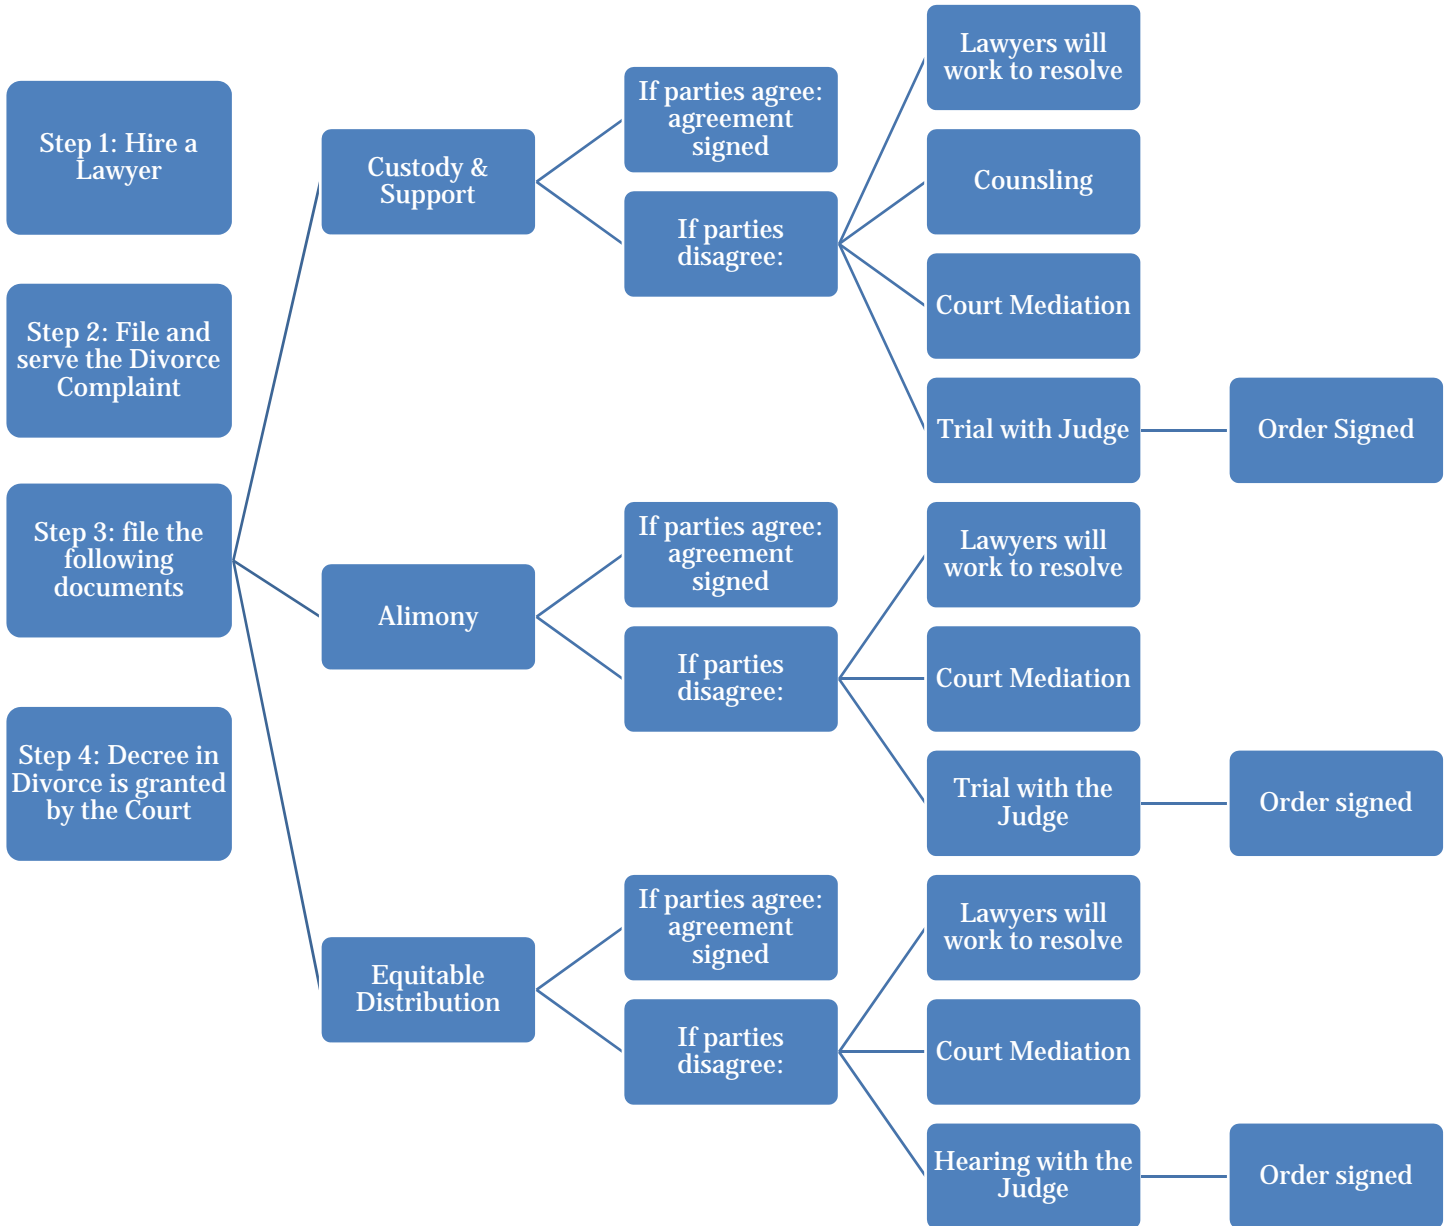 Step 1: Hire a
Lawyer
Step 2: File and
serve the Divorce
Complaint
Step 3: file the
following
documents
Step 4: Decree in
Divorce is granted
by the Court
Custody &
Support
If parties agree:
agreement
signed
If parties
disagree:
Lawyers will
work to resolve
Counsling
Court Mediation
Trial with Judge
Order Signed
Alimony
If parties agree:
agreement
signed
If parties
disagree:
Lawyers will
work to resolve
Court Mediation
Trial with the
Judge
Order signed
Equitable
Distribution
If parties agree:
agreement
signed
If parties
disagree:
Lawyers will
work to resolve
Court Mediation
Hearing with the
Judge
Order signed